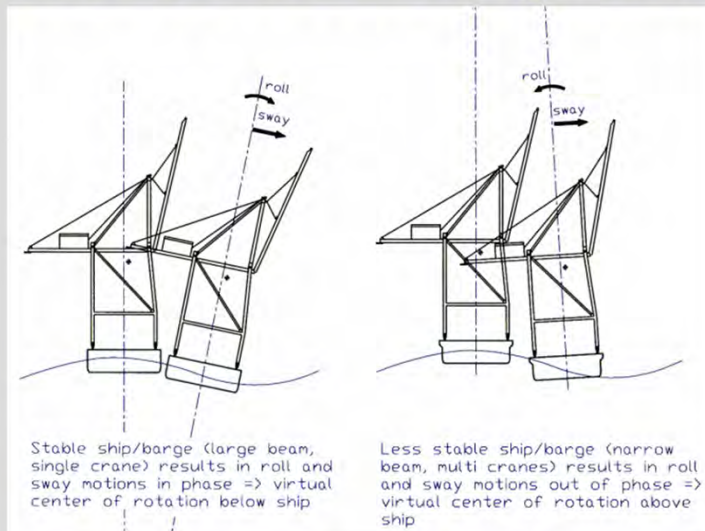 roll
sway
roll
sway
Stable ship/barge (large beam,
single crane) results in roll and
sway motions in phase => virtual
center of rotation below ship
Less stable ship/barge (narrow
beam, multi cranes) results in roll
and sway motions out of phase =>
virtual center of rotation above
ship